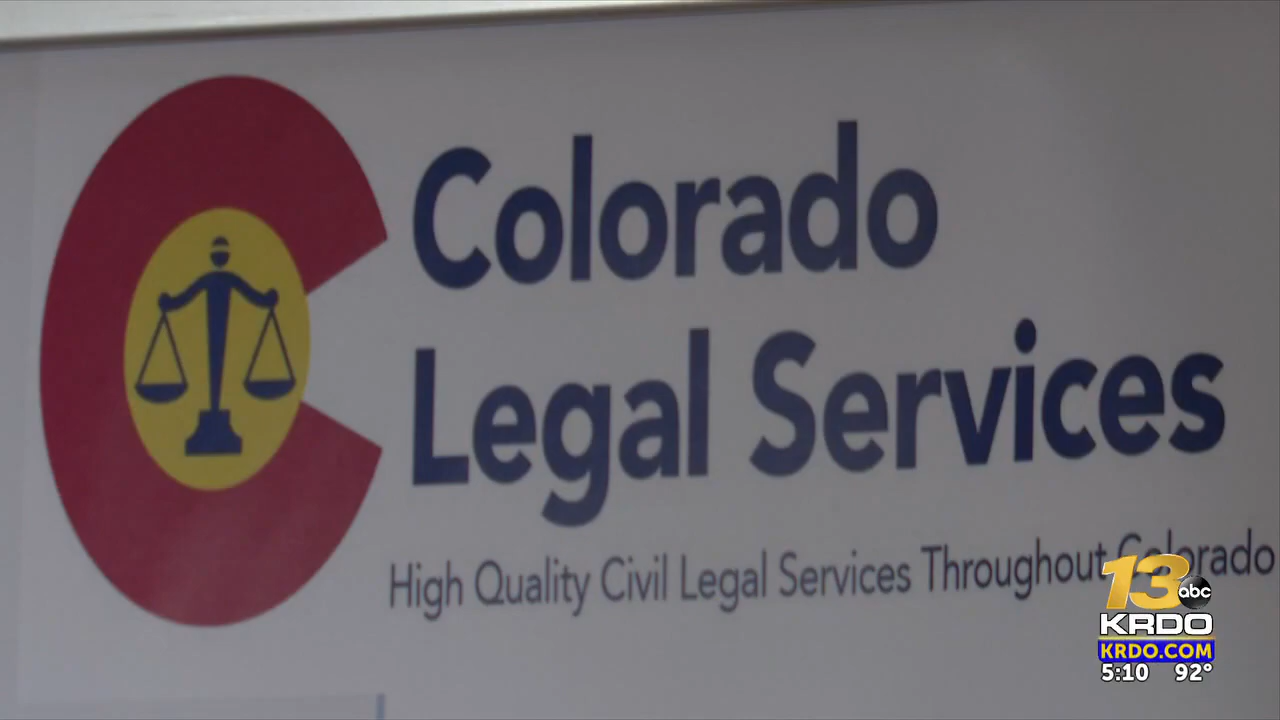 Colorado
Legal Services
High Quality Civil Legal Services Throughout Colorado
13 abc
KRDO
KRDO.COM
5:10 92°